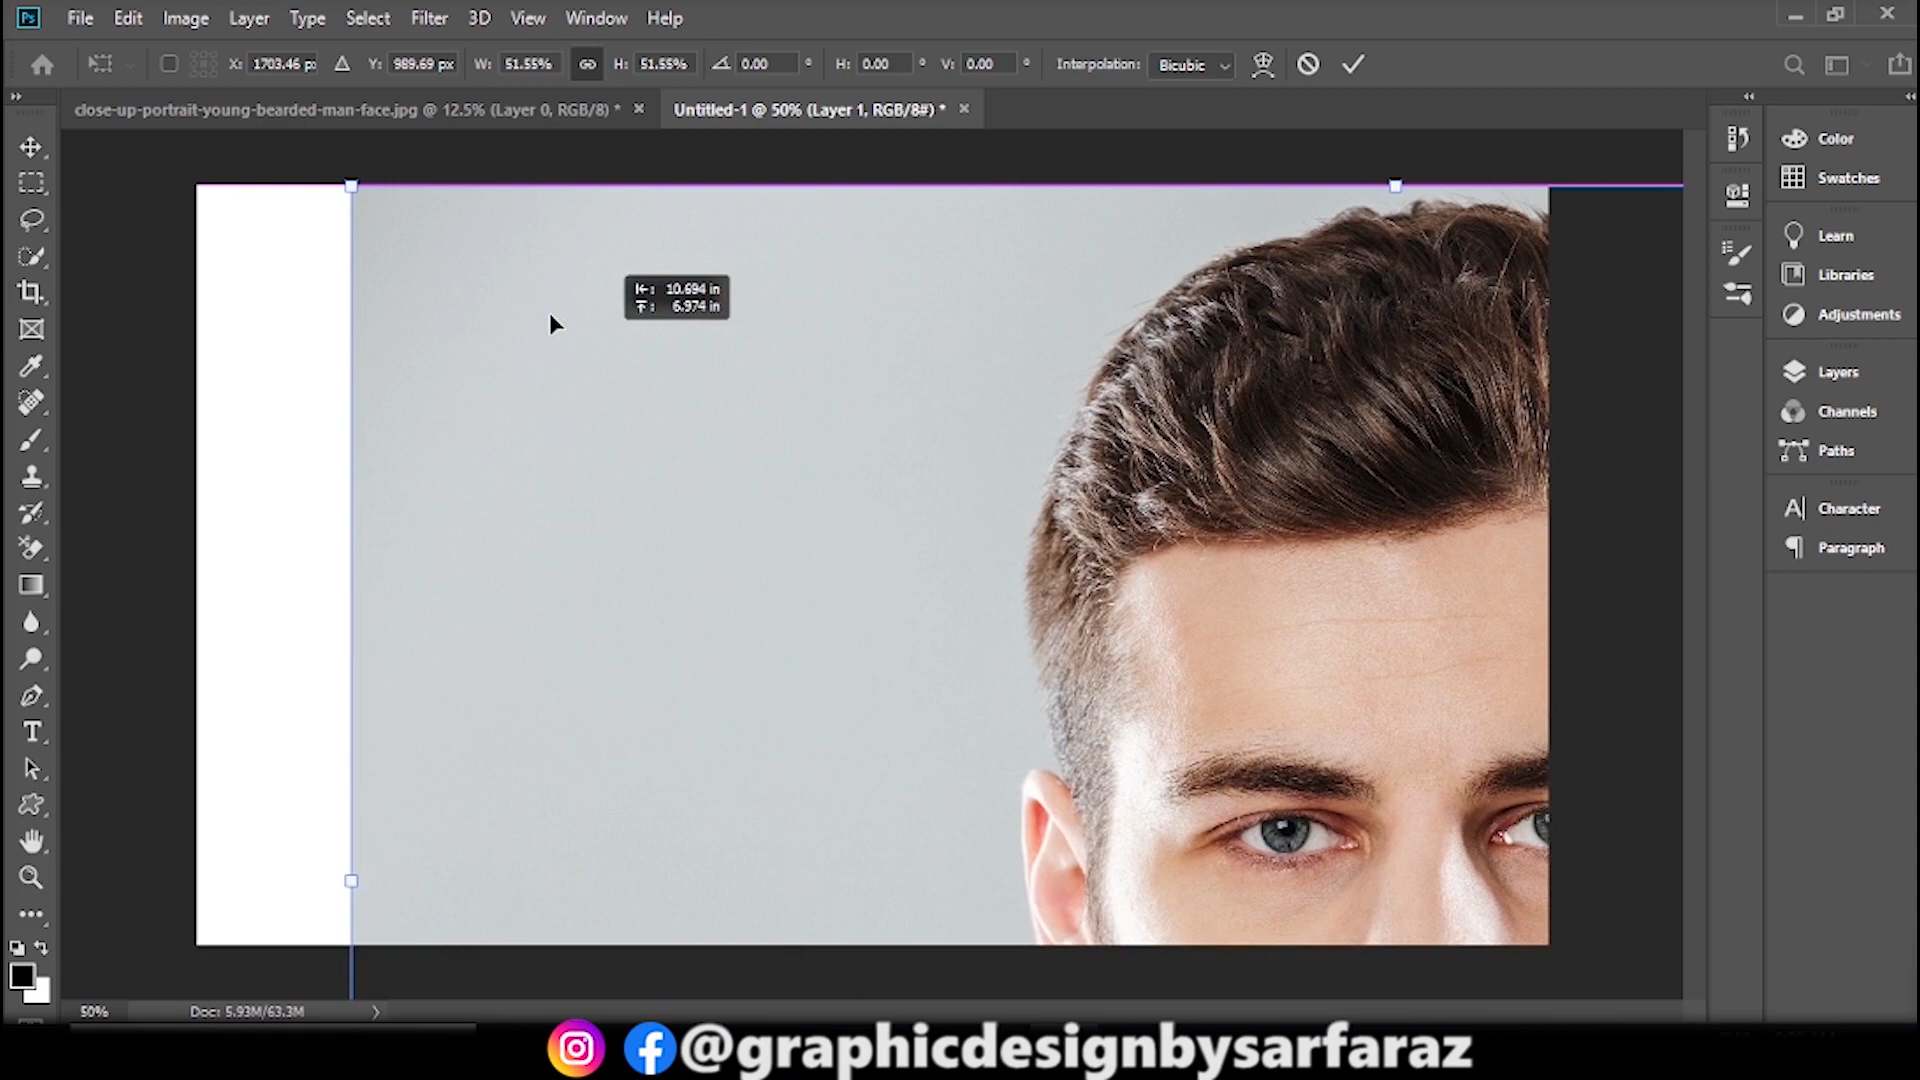 Ps File Edit Image Layer Type Select Filter 3D View Window Help
X: 1703.46 px Y: 989.69 px W: 51.55% H: 51.55% 0.00 ° H: 0.00 ° V: 0.00 ° Interpolation: Bicubic
close-up-portrait-young-bearded-man-face.jpg @ 12.5% (Layer 0, RGB/8) * × Untitled-1 @ 50% (Layer 1, RGB/8#) * ×
Color
Swatches
Learn
Libraries
Adjustments
Layers
Channels
Paths
Character
Paragraph
10.694 in
6.974 in
50% Doc: 5.93M/63.3M
@graphicdesignbysarfaraz